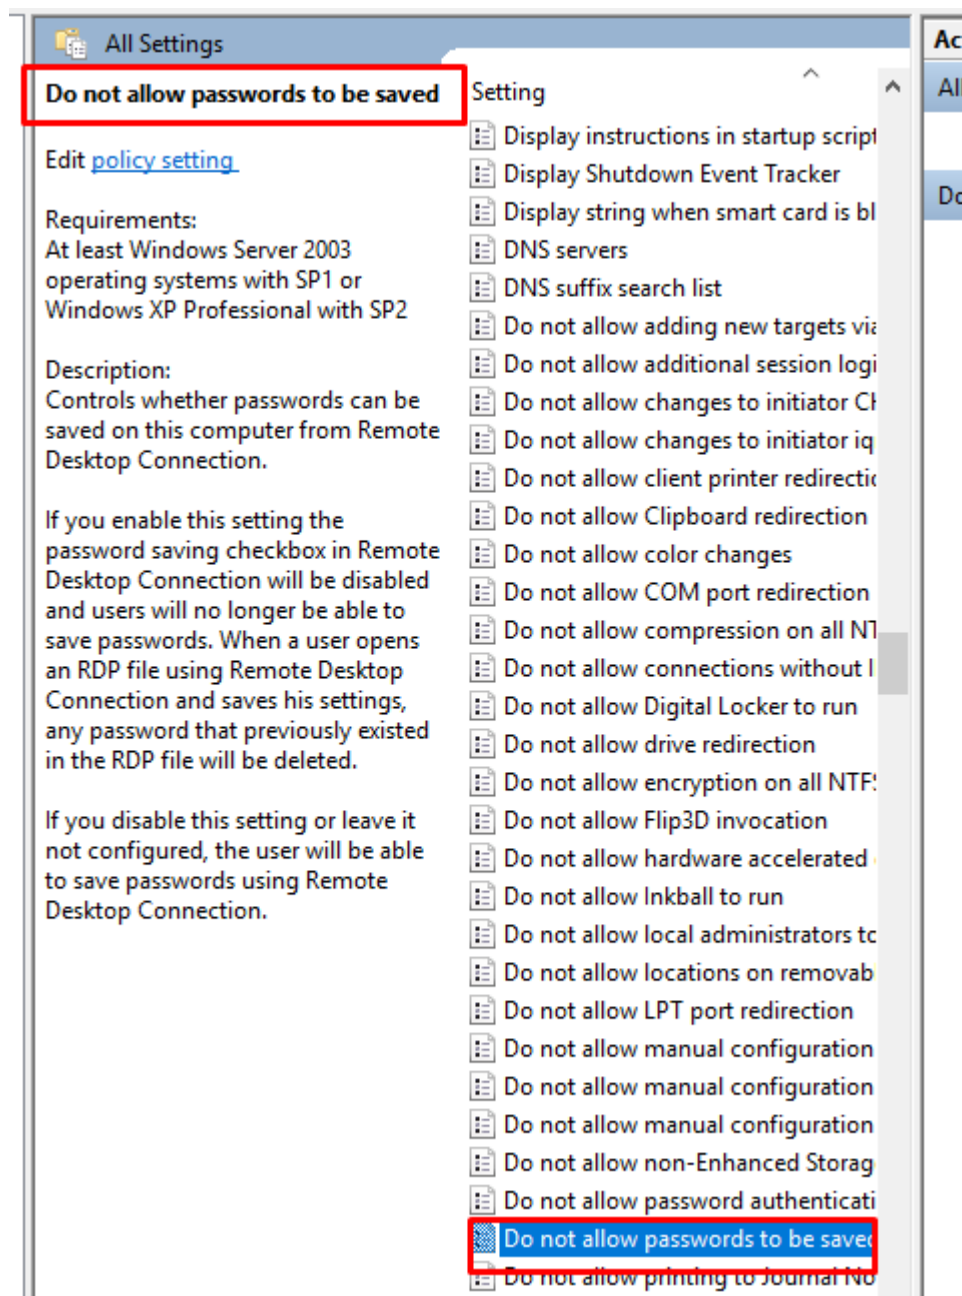 All Settings
Do not allow passwords to be saved
Edit policy setting
Requirements:
At least Windows Server 2003
operating systems with SP1 or
Windows XP Professional with SP2
Description:
Controls whether passwords can be
saved on this computer from Remote
Desktop Connection.
If you enable this setting the
password saving checkbox in Remote
Desktop Connection will be disabled
and users will no longer be able to
save passwords. When a user opens
an RDP file using Remote Desktop
Connection and saves his settings,
any password that previously existed
in the RDP file will be deleted.
If you disable this setting or leave it
not configured, the user will be able
to save passwords using Remote
Desktop Connection.
Setting
Display instructions in startup script
Display Shutdown Event Tracker
Display string when smart card is bl
DNS servers
DNS suffix search list
Do not allow adding new targets via
Do not allow additional session logi
Do not allow changes to initiator CH
Do not allow changes to initiator iq
Do not allow client printer redirectio
Do not allow Clipboard redirection
Do not allow color changes
Do not allow COM port redirection
Do not allow compression on all NT
Do not allow connections without l
Do not allow Digital Locker to run
Do not allow drive redirection
Do not allow encryption on all NTFS
Do not allow Flip3D invocation
Do not allow hardware accelerated
Do not allow Inkball to run
Do not allow local administrators to
Do not allow locations on removab
Do not allow LPT port redirection
Do not allow manual configuration
Do not allow manual configuration
Do not allow manual configuration
Do not allow non-Enhanced Storag
Do not allow password authenticati
Do not allow passwords to be saved
Do not allow printing to Journal No
Ac
All
Do